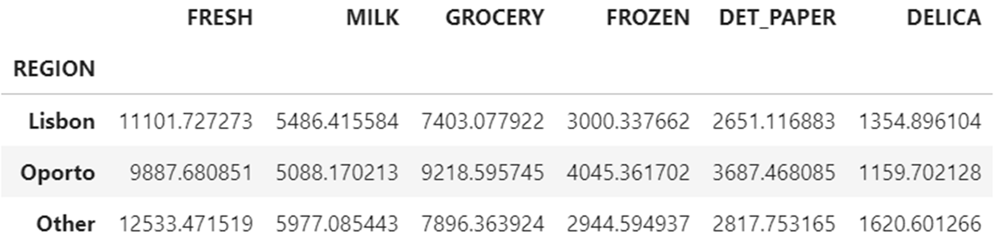 FRESH MILK GROCERY FROZEN DET_PAPER DELICA
REGION
Lisbon 11101.727273 5486.415584 7403.077922 3000.337662 2651.116883 1354.896104
Oporto 9887.680851 5088.170213 9218.595745 4045.361702 3687.468085 1159.702128
Other 12533.471519 5977.085443 7896.363924 2944.594937 2817.753165 1620.601266